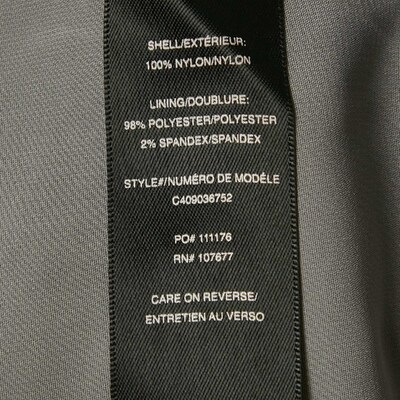 SHELL/EXTÉRIEUR:
100% NYLON/NYLON
LINING/DOUBLURE:
98% POLYESTER/POLYESTER
2% SPANDEX/SPANDEX
STYLE#/NUMÉRO DE MODÈLE
C409036752
PO# 111176
RN# 107677
CARE ON REVERSE/
ENTRETIEN AU VERSO